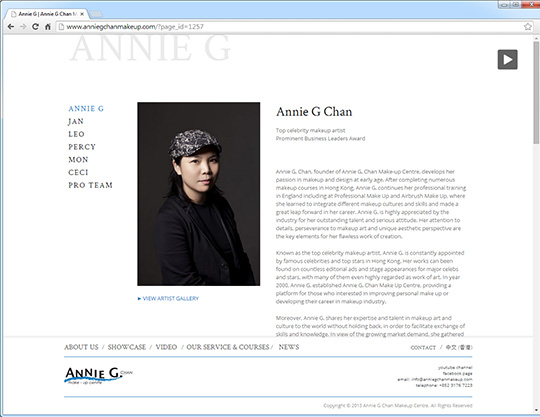 Annie G | Annie G Chan M
www.anniegchanmakeup.com/?page_id=1257
ANNIE G
ANNIE G
JAN
LEO
PERCY
MON
CECI
PRO TEAM
VIEW ARTIST GALLERY
Annie G Chan
Top celebrity makeup artist
Prominent Business Leaders Award
Annie G. Chan, founder of Annie G. Chan Make-up Centre, develops her
passion in makeup and design at early age. After completing numerous
makeup courses in Hong Kong, Annie G. continues her professional training
in England including at Professional Make Up and Airbrush Make Up, where
she learned to integrate different makeup cultures and skills and made a
great leap forward in her career. Annie G. is highly appreciated by the
industry for her outstanding talent and serious attitude. Her attention to
details, perseverance to makeup art and unique aesthetic perspective are
the key elements for her flawless work of creation.
Known as the top celebrity makeup artist, Annie G. is constantly appointed
by famous celebrities and top stars in Hong Kong. Her works can be been
found on countless editorial ads and stage appearances for major celebs
and stars, with many of them even highly regarded as work of art. In year
2000, Annie G. established Annie G. Chan Make Up Centre, providing a
platform for those who interested in improving personal make up or
developing their career in makeup industry.
Moreover, Annie G. shares her expertise and talent in makeup art and
culture to the world without holding back, in order to facilitate exchange of
skills and knowledge. In view of the growing market demand, she gathered
ABOUT US / SHOWCASE / VIDEO / OUR SERVICE & COURSES / NEWS
CONTACT / 中文 (香港)
ANNIE G. CHAN
make - up centre
youtube channel
facebook page
email: info@anniegchanmakeup.com
telephone: +852 3176 7223
Copyright © 2013 Annie G Chan Makeup Centre. All Rights Reserved